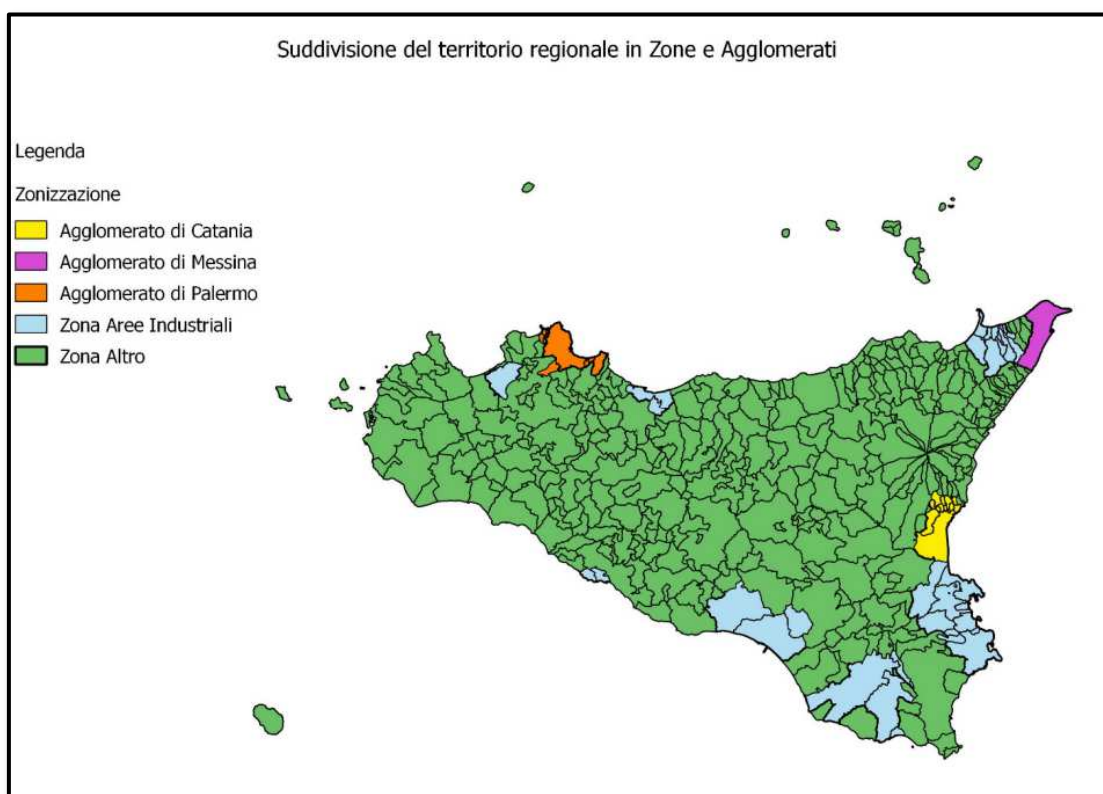 Suddivisione del territorio regionale in Zone e Agglomerati
Legenda
Zonizzazione
Agglomerato di Catania
Agglomerato di Messina
Agglomerato di Palermo
Zona Aree Industriali
Zona Altro